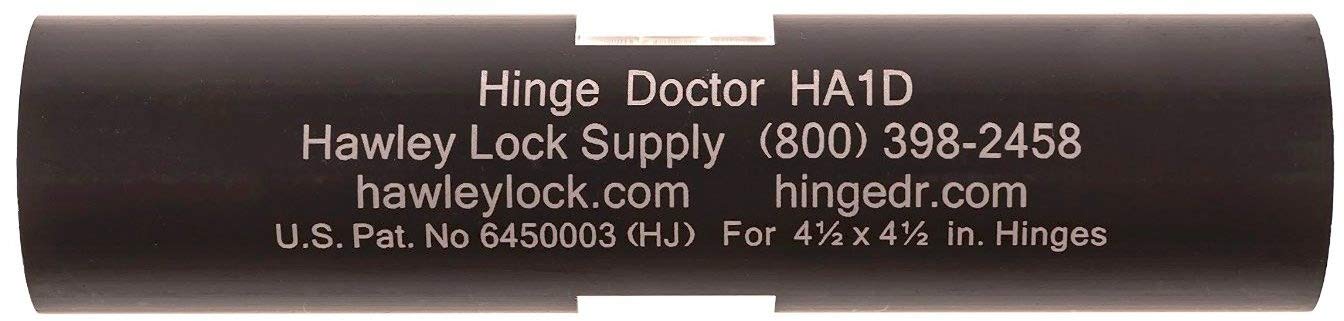 Hinge Doctor HA1D
Hawley Lock Supply (800) 398-2458
hawleylock.com hingedr.com
U.S. Pat. No 6450003 (HJ) For 4½ x 4½ in. Hinges